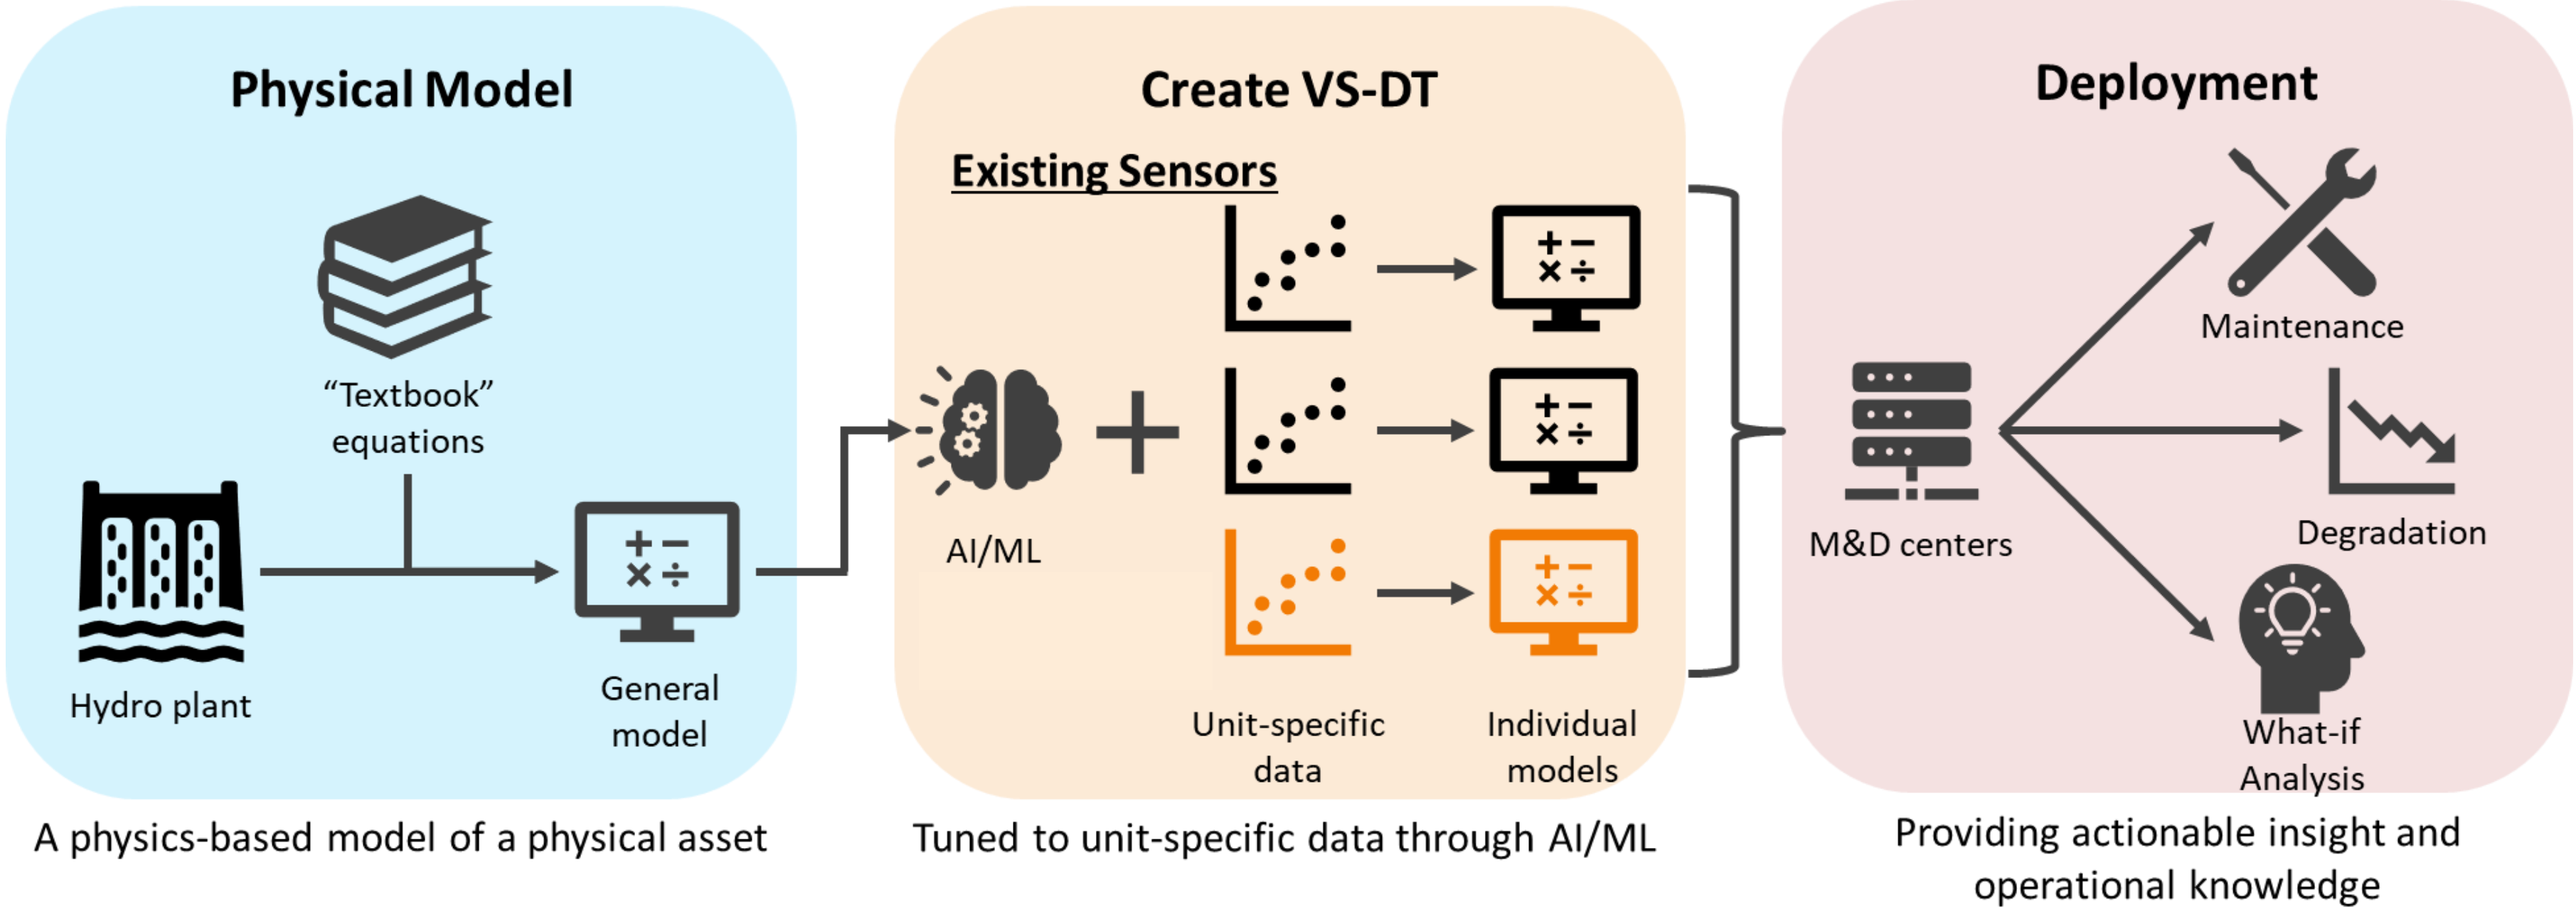 Physical Model
“Textbook”
equations
Hydro plant
General
model
A physics-based model of a physical asset
Create VS-DT
Existing Sensors
AI/ML
Unit-specific
data
Individual
models
Tuned to unit-specific data through AI/ML
Deployment
M&D centers
Maintenance
Degradation
What-if
Analysis
Providing actionable insight and
operational knowledge